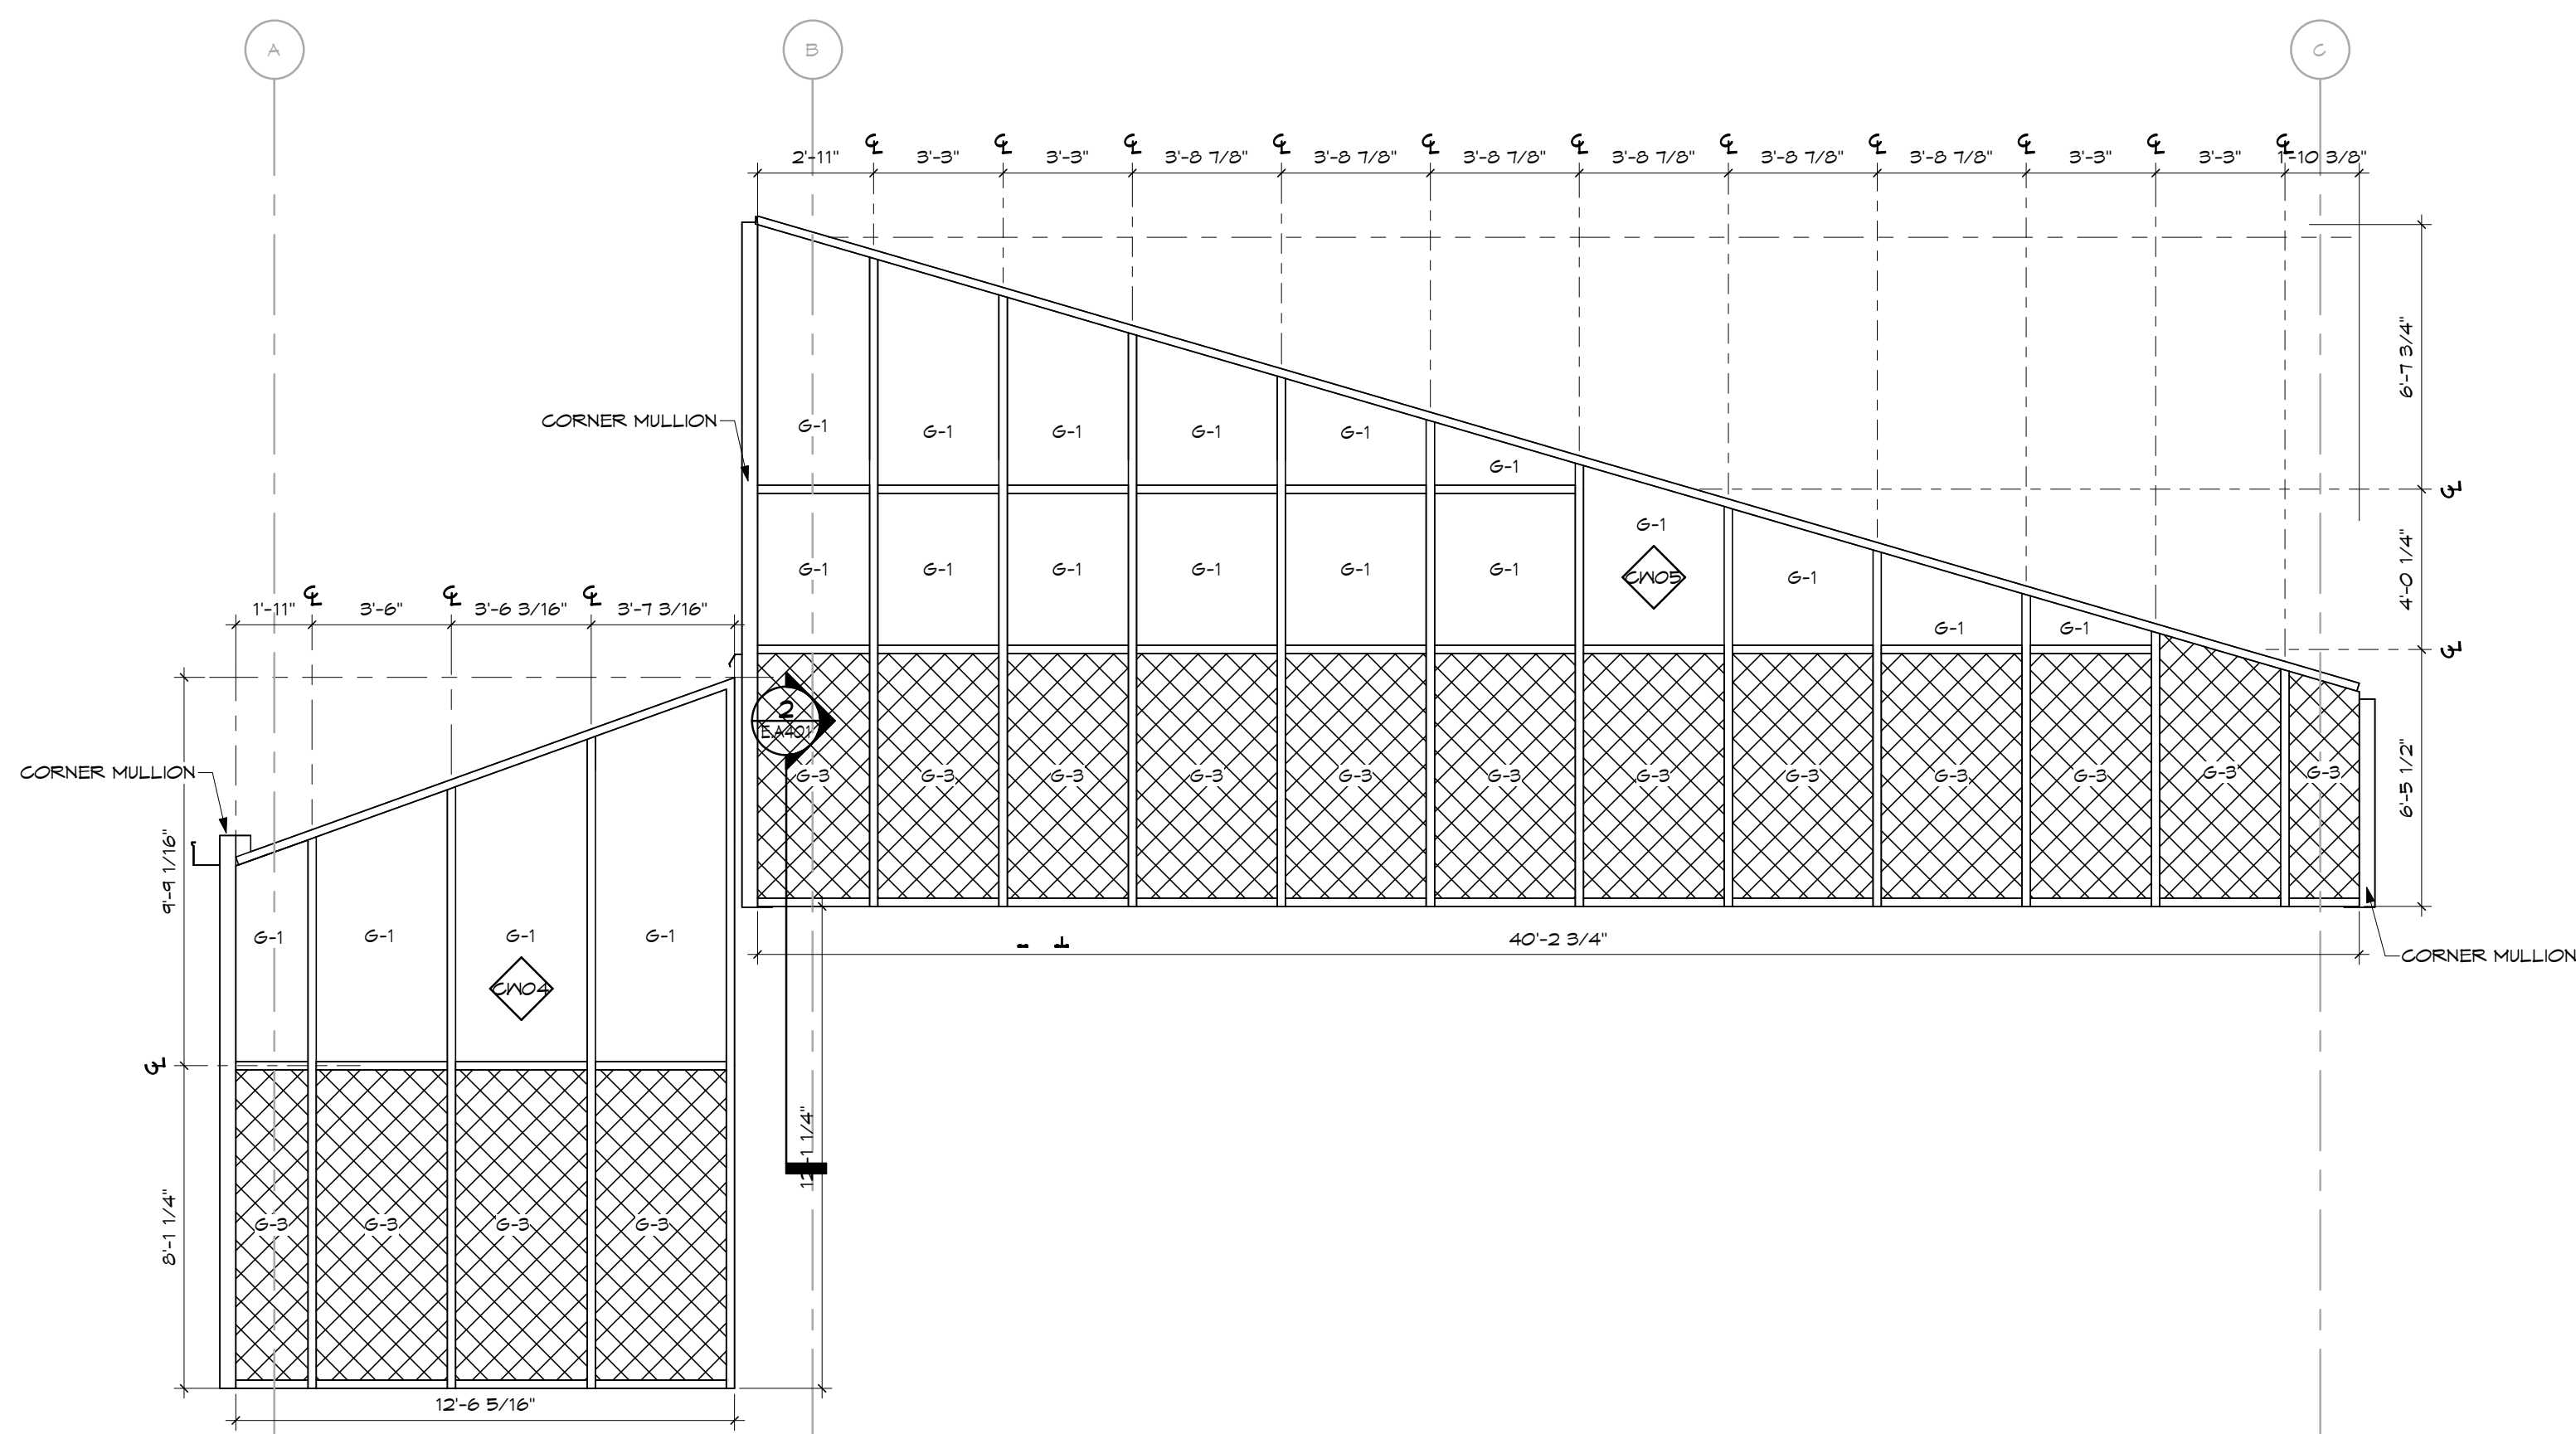 A
B
C
2'-11"
3'-3"
3'-3"
3'-8 7/8"
3'-8 7/8"
3'-8 7/8"
3'-8 7/8"
3'-8 7/8"
3'-8 7/8"
3'-3"
3'-3"
1'-10 3/8"
6'-7 3/4"
CORNER MULLION
G-1
G-1
G-1
G-1
G-1
G-1
G-1
CW05
4'-0 1/4"
G-1
G-1
G-1
G-1
G-1
G-1
G-1
G-1
G-1
1'-11"
3'-6"
3'-6 3/16"
3'-7 3/16"
2
EA401
CORNER MULLION
G-3
G-3
G-3
G-3
G-3
G-3
G-3
G-3
G-3
G-3
G-3
G-3
6'-5 1/2"
9'-9 1/16"
G-1
G-1
G-1
G-1
CW04
40'-2 3/4"
CORNER MULLION
8'-1 1/4"
G-3
G-3
G-3
G-3
12'-6 5/16"